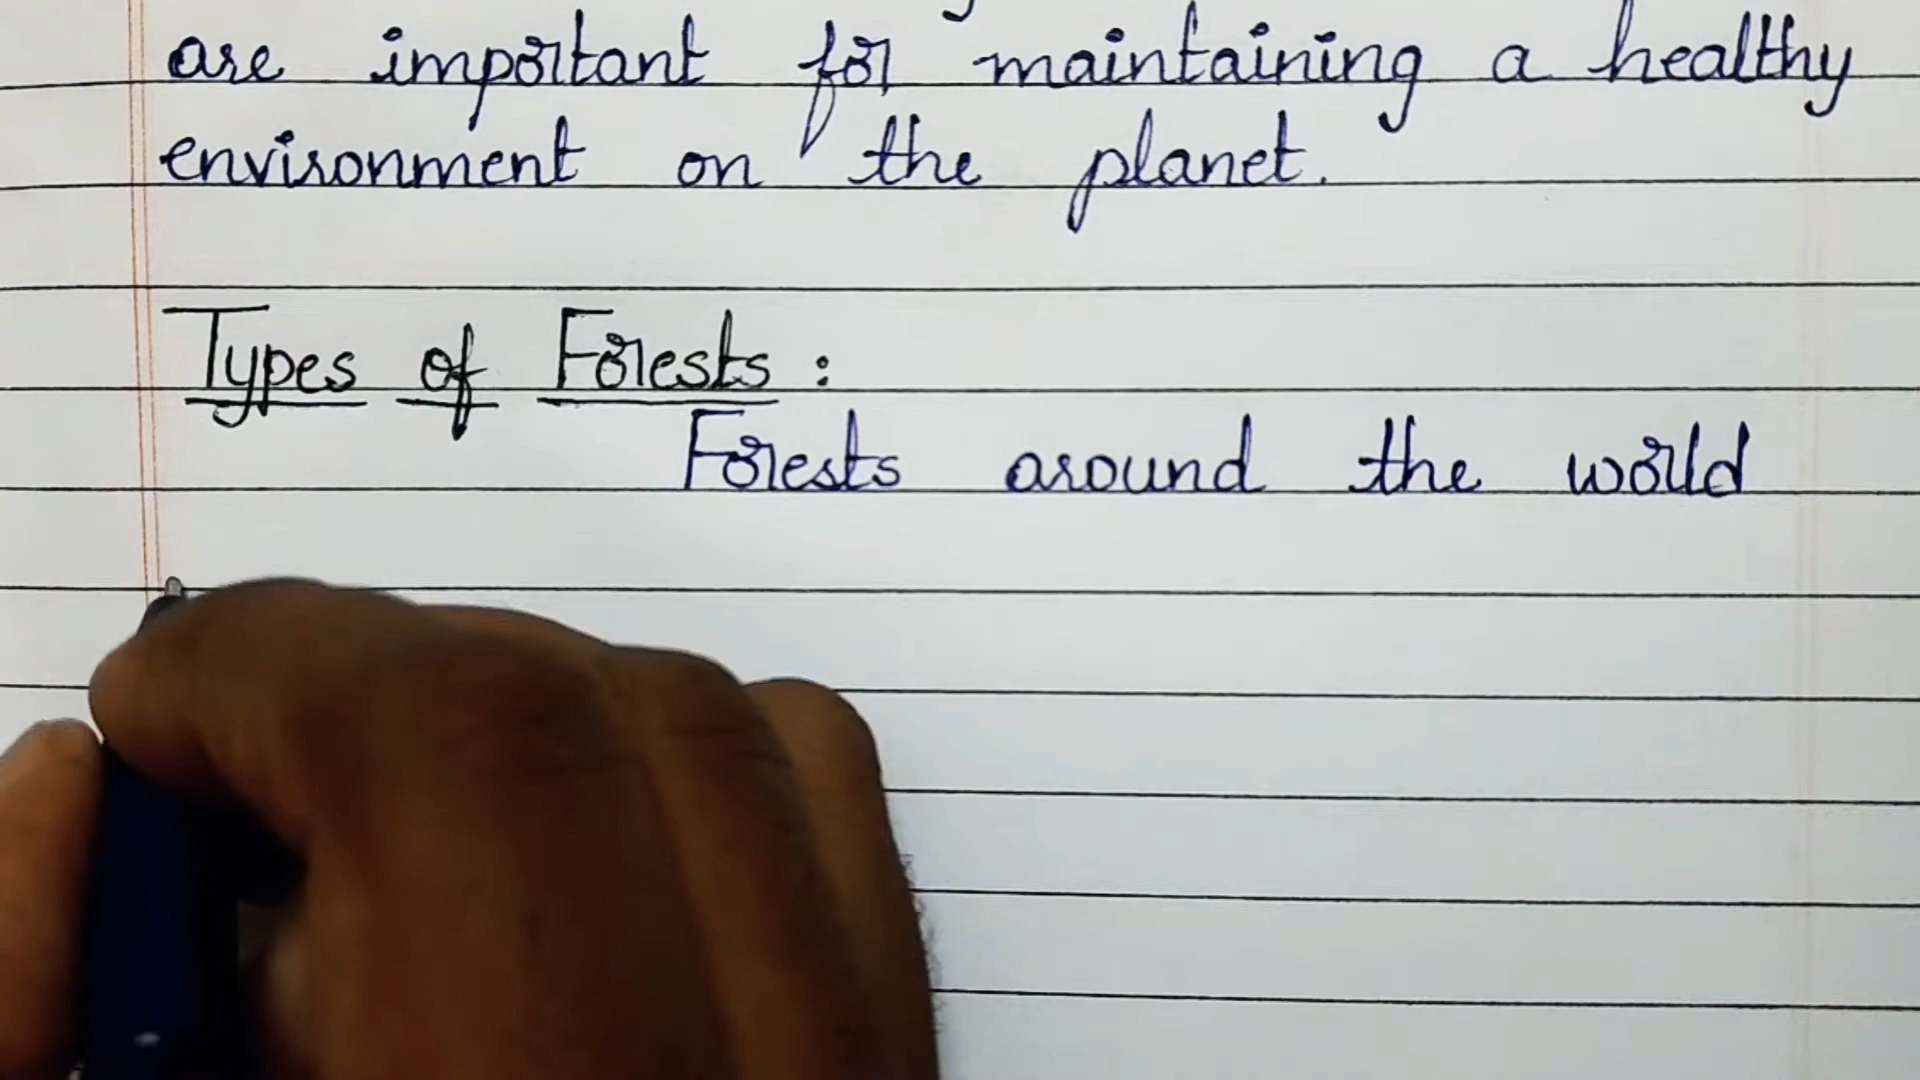 are important for maintaining a healthy
environment on the planet.
Types of Forests :
Forests around the world